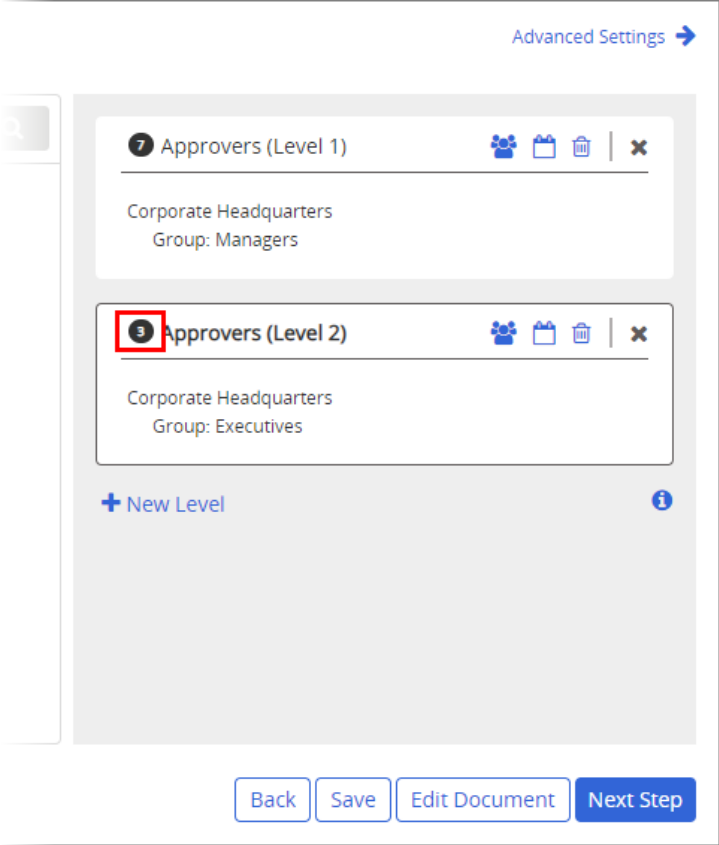 Advanced Settings
7 Approvers (Level 1)
Corporate Headquarters
Group: Managers
3 Approvers (Level 2)
Corporate Headquarters
Group: Executives
New Level
Back Save Edit Document Next Step